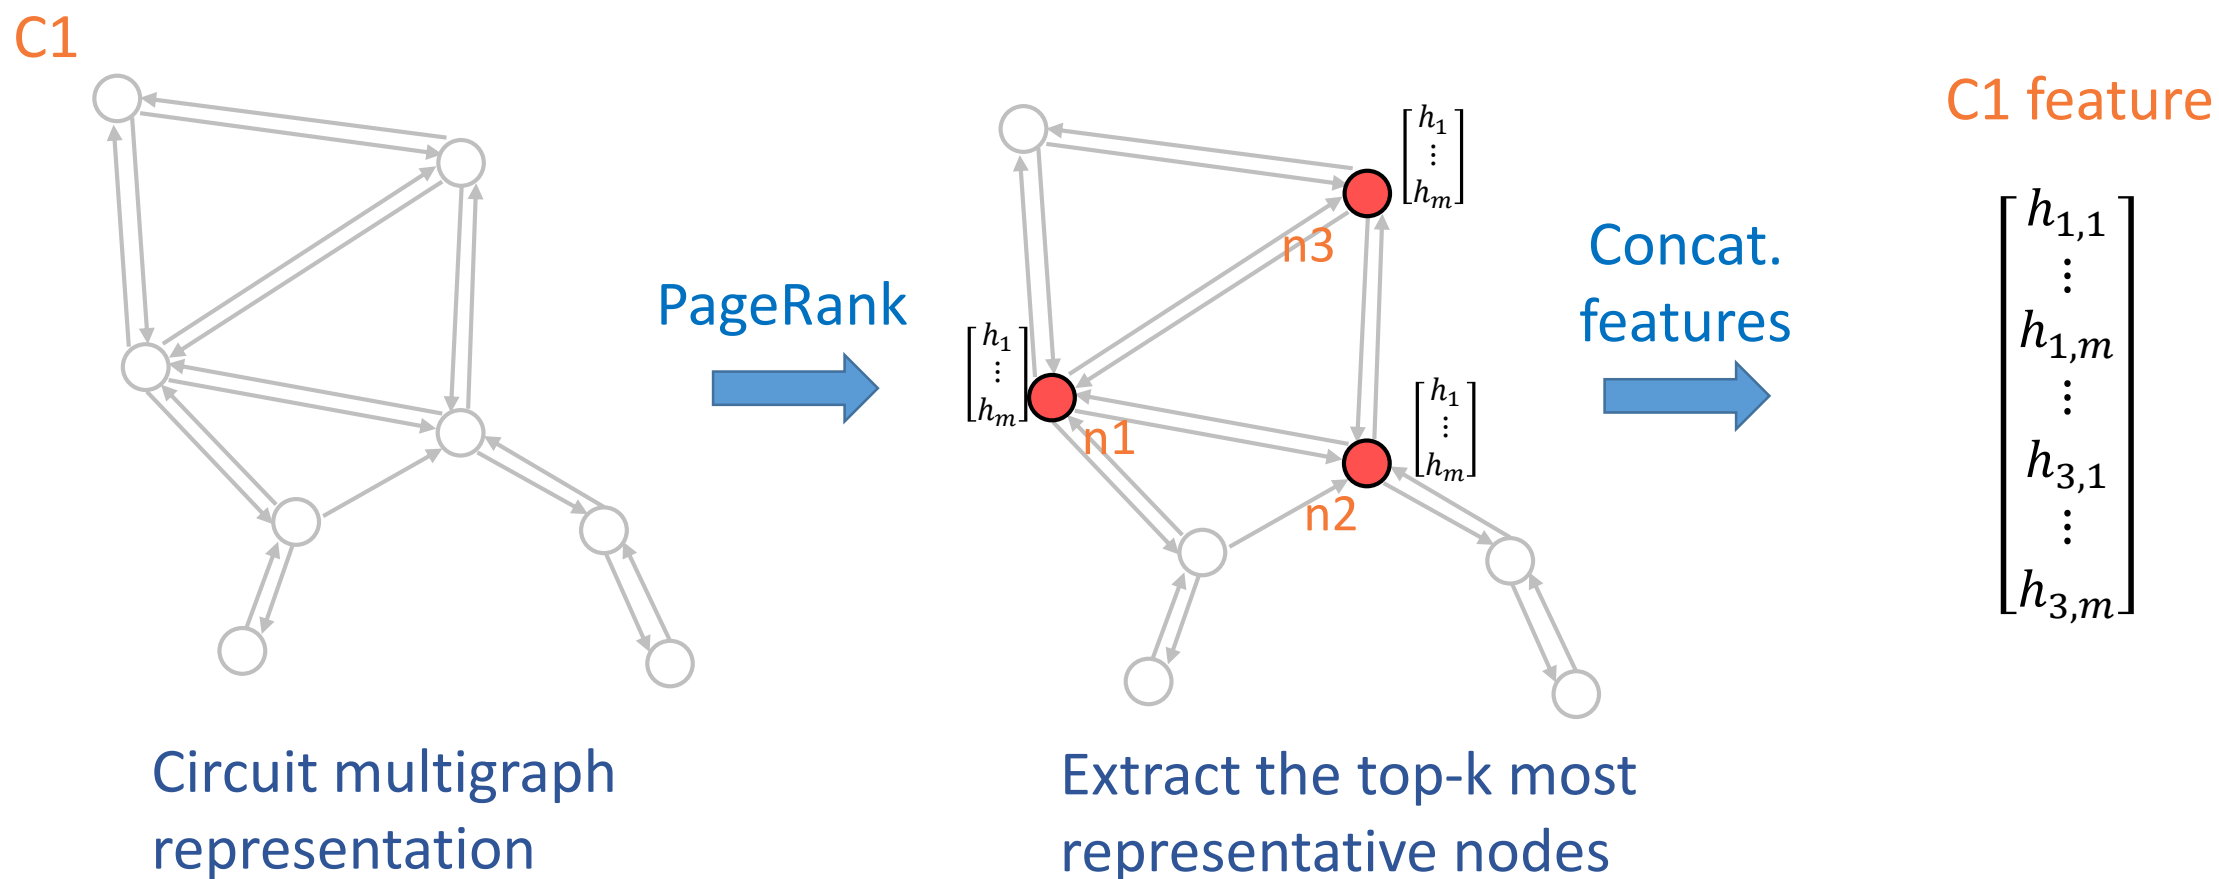 C1
Circuit multigraph
representation
PageRank
h₁
⋮
hₘ
n3
h₁
⋮
hₘ
n1
h₁
⋮
hₘ
n2
Extract the top-k most
representative nodes
Concat.
features
C1 feature
h₁,₁
⋮
h₁,ₘ
⋮
h₃,₁
⋮
h₃,ₘ